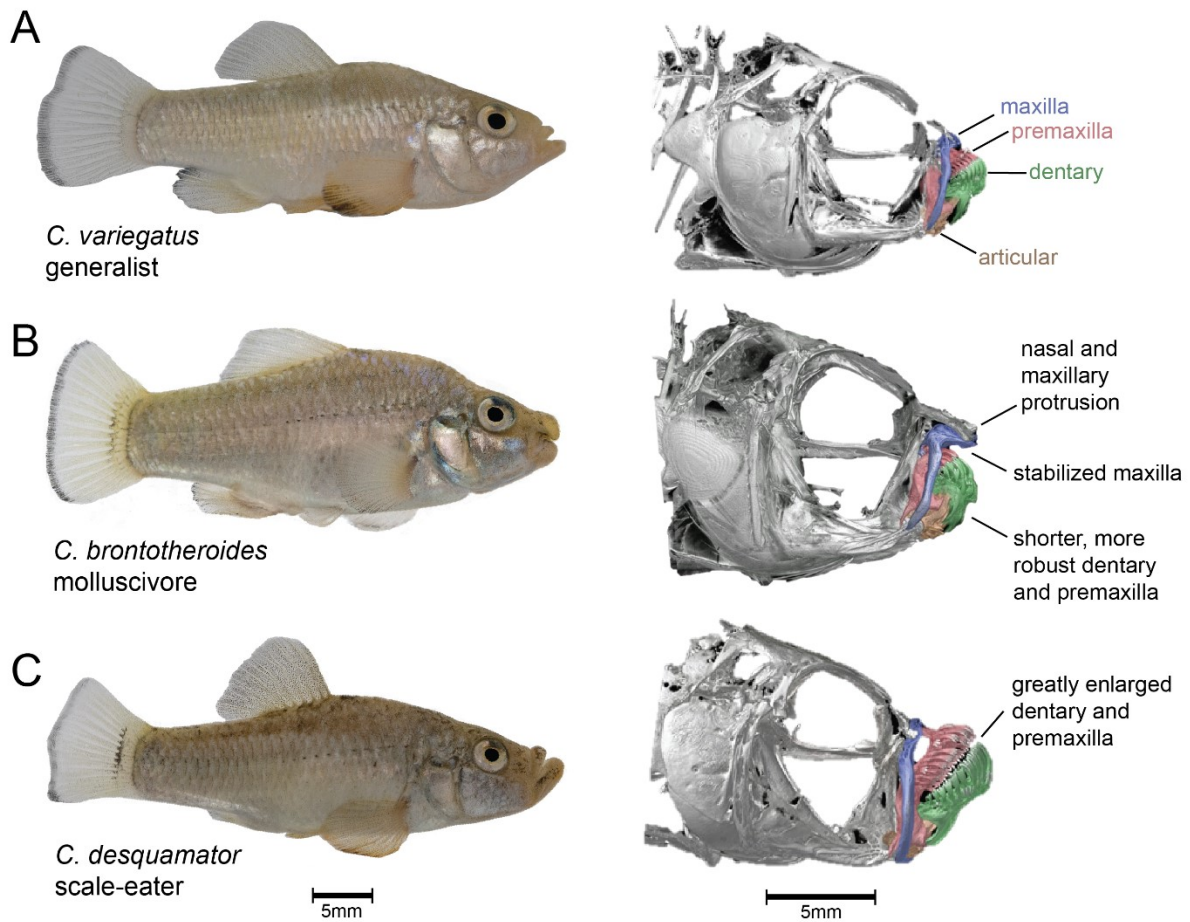 A
C. variegatus
generalist
maxilla
premaxilla
dentary
articular
B
C. brontotheroides
molluscivore
nasal and
maxillary
protrusion
stabilized maxilla
shorter, more
robust dentary
and premaxilla
C
C. desquamator
scale-eater
5mm
greatly enlarged
dentary and
premaxilla
5mm